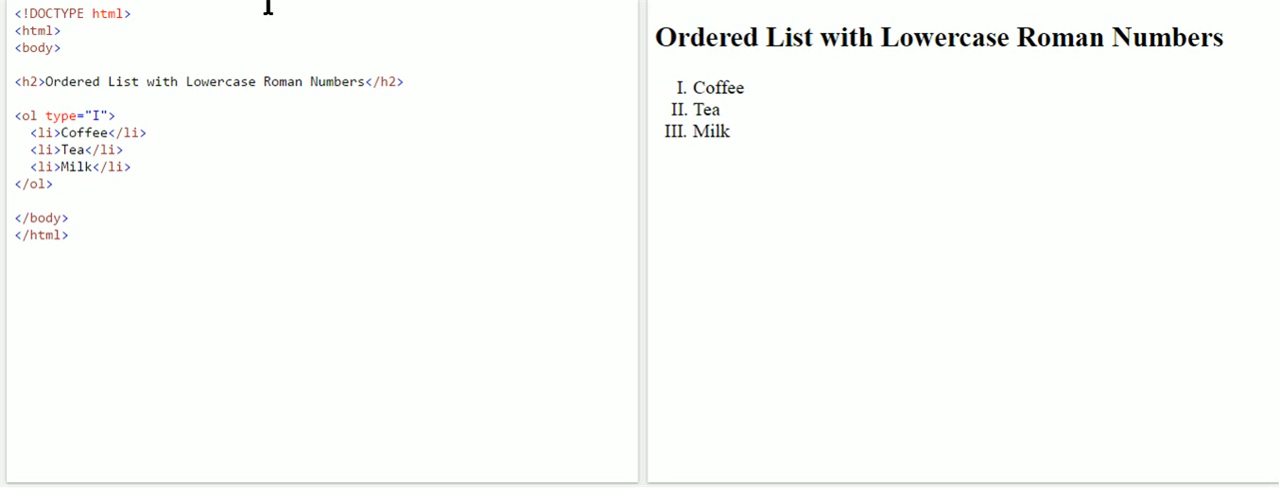 <!DOCTYPE html>
<html>
<body>
<h2>Ordered List with Lowercase Roman Numbers</h2>
<ol type="I">
<li>Coffee</li>
<li>Tea</li>
<li>Milk</li>
</ol>
</body>
</html>
Ordered List with Lowercase Roman Numbers
I. Coffee
II. Tea
III. Milk